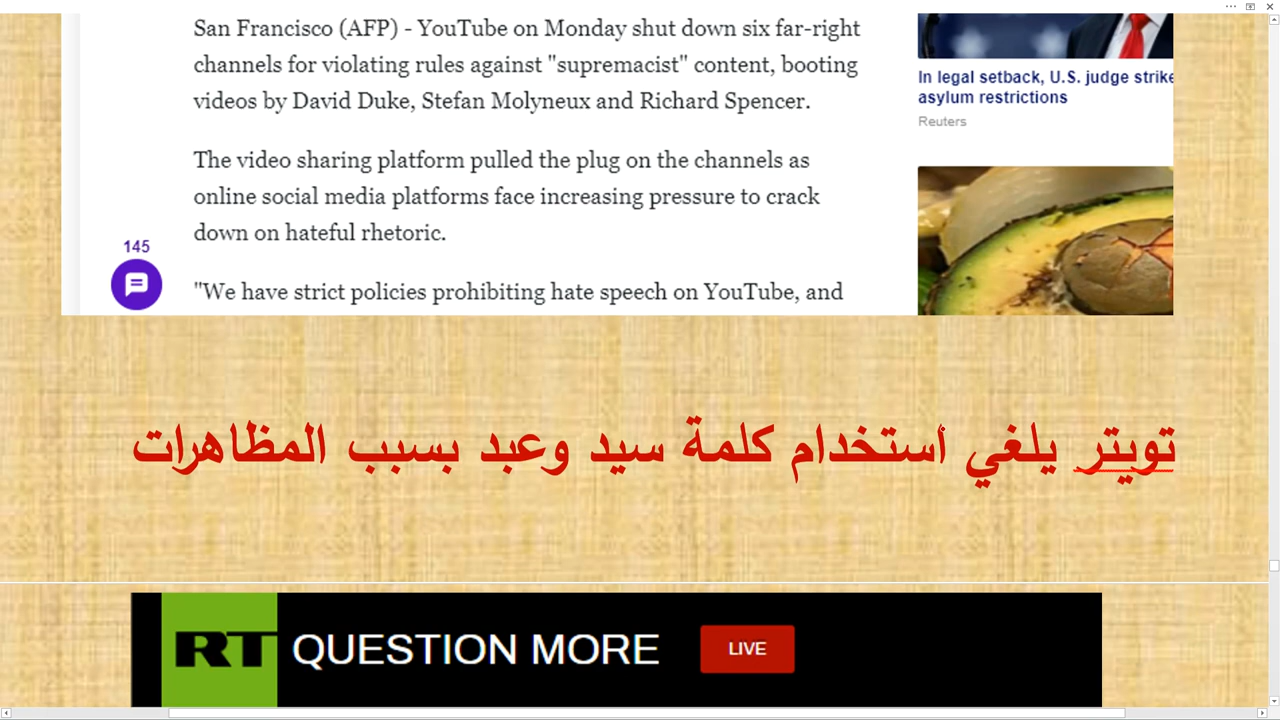 San Francisco (AFP) - YouTube on Monday shut down six far-right
channels for violating rules against "supremacist" content, booting
videos by David Duke, Stefan Molyneux and Richard Spencer.
The video sharing platform pulled the plug on the channels as
online social media platforms face increasing pressure to crack
down on hateful rhetoric.
145
"We have strict policies prohibiting hate speech on YouTube, and
In legal setback, U.S. judge strike
asylum restrictions
Reuters
تويتر يلغي أستخدام كلمة سيد وعبد بسبب المظاهرات
RT QUESTION MORE LIVE